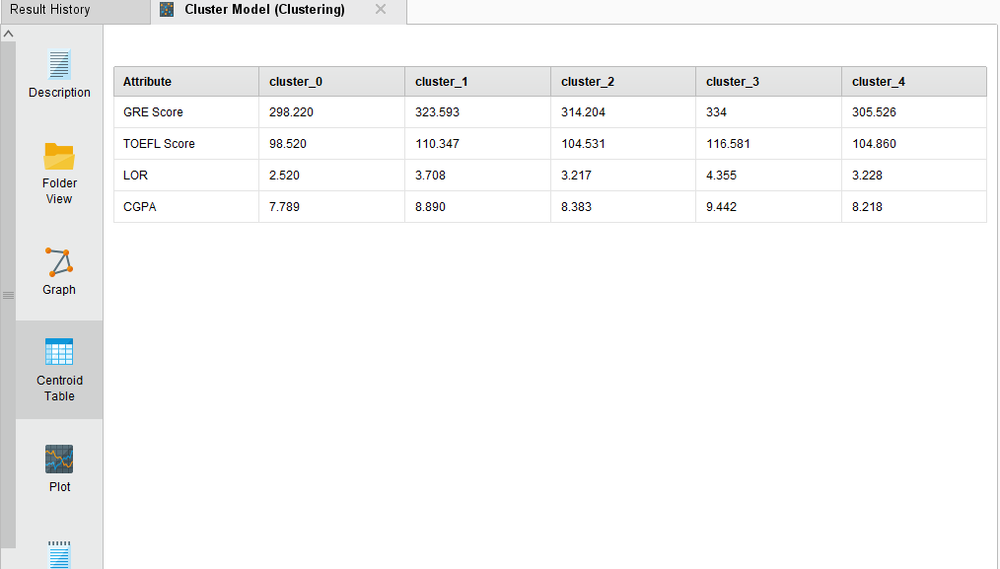 Result History
Cluster Model (Clustering)
Description
Folder
View
Graph
Centroid
Table
Plot
Attribute cluster_0 cluster_1 cluster_2 cluster_3 cluster_4
GRE Score 298.220 323.593 314.204 334 305.526
TOEFL Score 98.520 110.347 104.531 116.581 104.860
LOR 2.520 3.708 3.217 4.355 3.228
CGPA 7.789 8.890 8.383 9.442 8.218